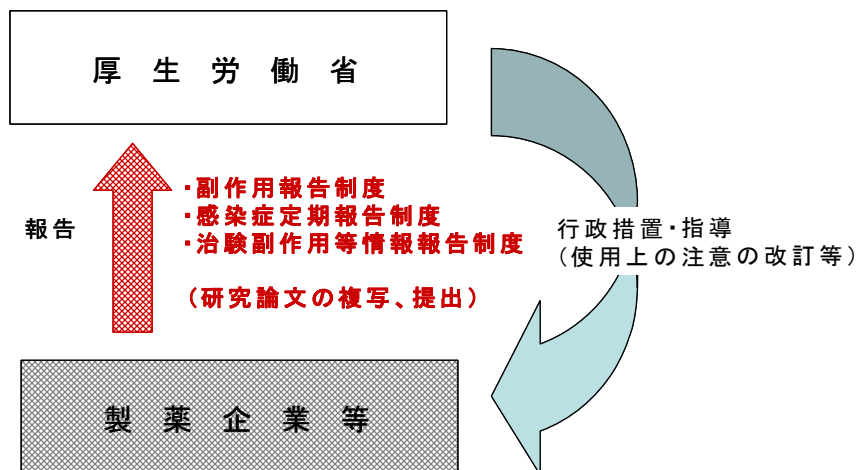 厚生労働省
・副作用報告制度
・感染症定期報告制度
・治験副作用等情報報告制度
（研究論文の複写、提出）
報告
行政措置・指導
（使用上の注意の改訂等）
製薬企業等